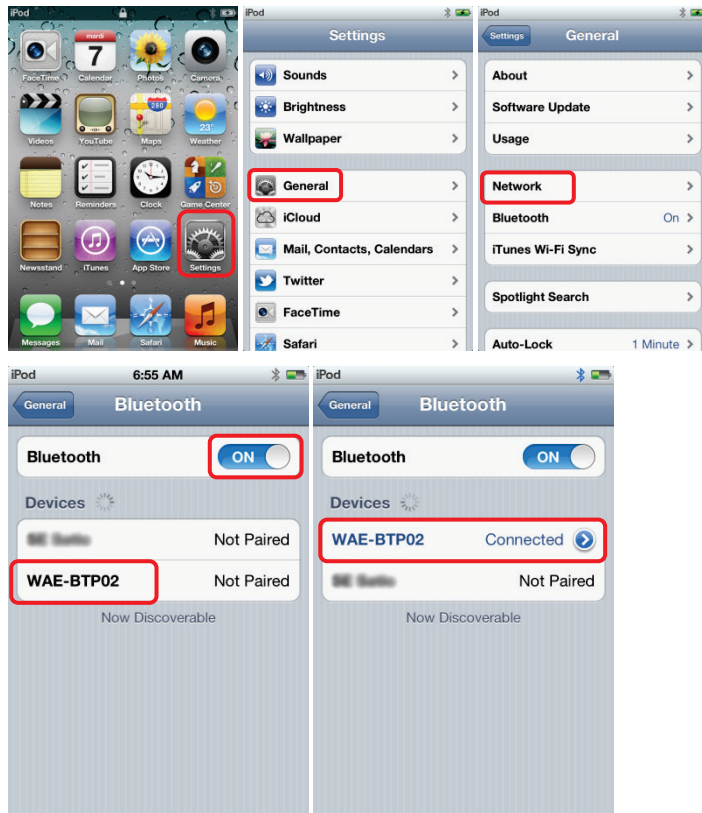 iPod
mardi
7
280
23°
FaceTime Calendar Photos Camera
Videos YouTube Maps Weather
Notes Reminders Clock Game Center
Newsstand iTunes App Store Settings
Messages Mail Safari Music
iPod
Settings
Sounds
Brightness
Wallpaper
General
iCloud
Mail, Contacts, Calendars
Twitter
FaceTime
Safari
iPod
Settings General
About
Software Update
Usage
Network
Bluetooth On
iTunes Wi-Fi Sync
Spotlight Search
Auto-Lock 1 Minute
iPod 6:55 AM
General Bluetooth
Bluetooth ON
Devices
Not Paired
WAE-BTP02 Not Paired
Now Discoverable
iPod
General Bluetooth
Bluetooth ON
Devices
WAE-BTP02 Connected
Not Paired
Now Discoverable